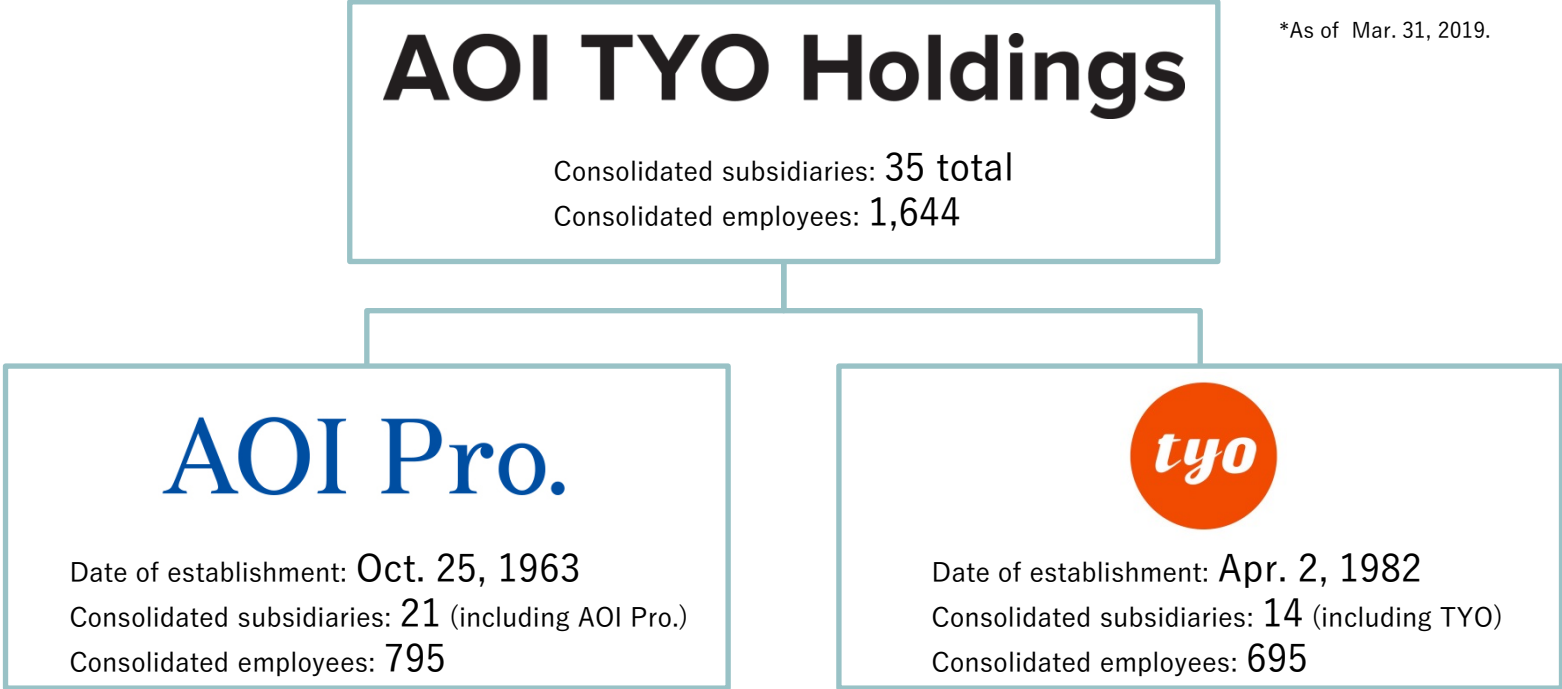 AOI TYO Holdings
*As of Mar. 31, 2019.
Consolidated subsidiaries: 35 total
Consolidated employees: 1,644
AOI Pro.
Date of establishment: Oct. 25, 1963
Consolidated subsidiaries: 21 (including AOI Pro.)
Consolidated employees: 795
tyo
Date of establishment: Apr. 2, 1982
Consolidated subsidiaries: 14 (including TYO)
Consolidated employees: 695